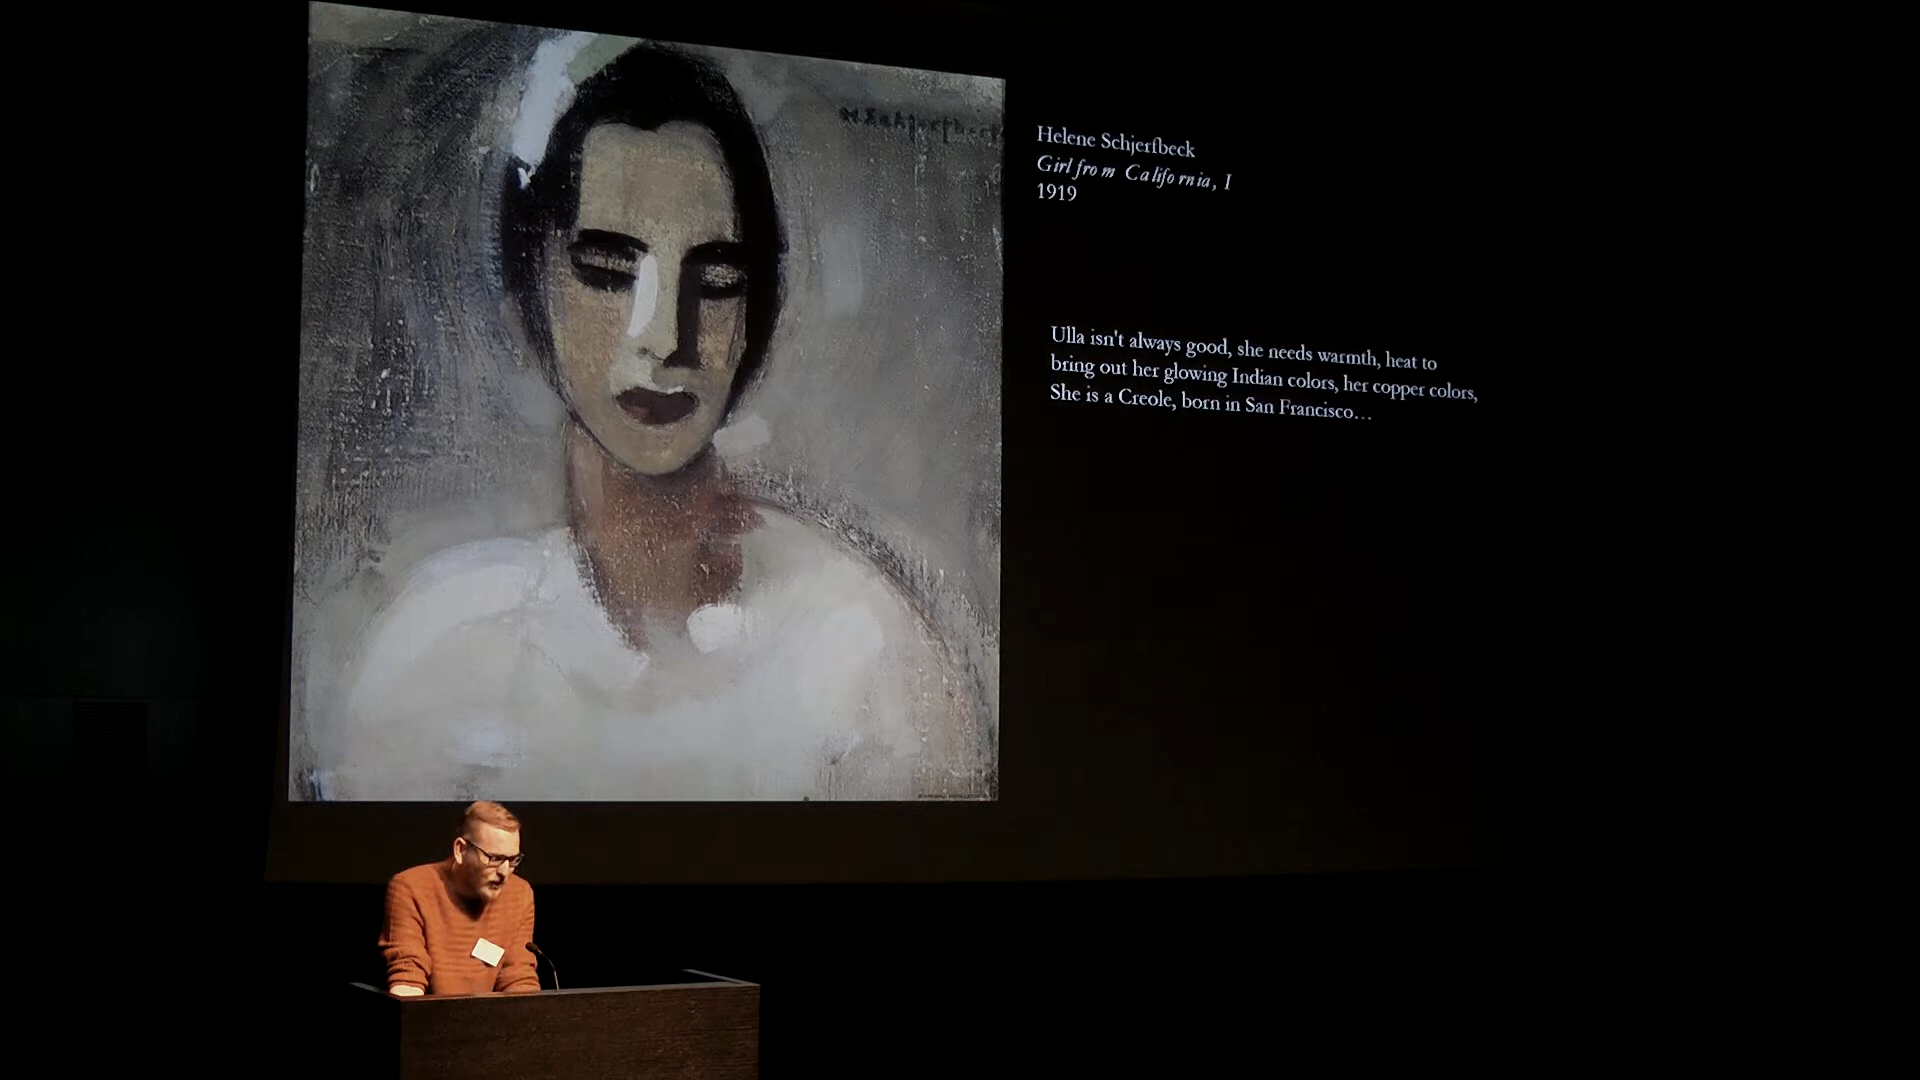 H. Schjerfbeck
Helene Schjerfbeck
Girl from California, I
1919
Ulla isn't always good, she needs warmth, heat to
bring out her glowing Indian colors, her copper colors,
She is a Creole, born in San Francisco…